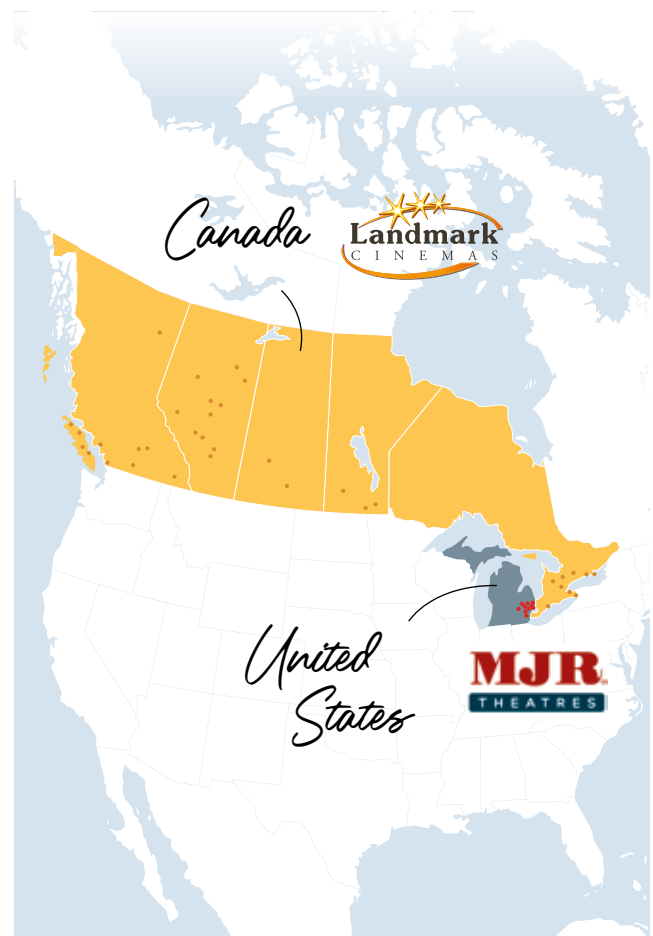 Canada
Landmark
CINEMAS
United
States
MJR
THEATRES